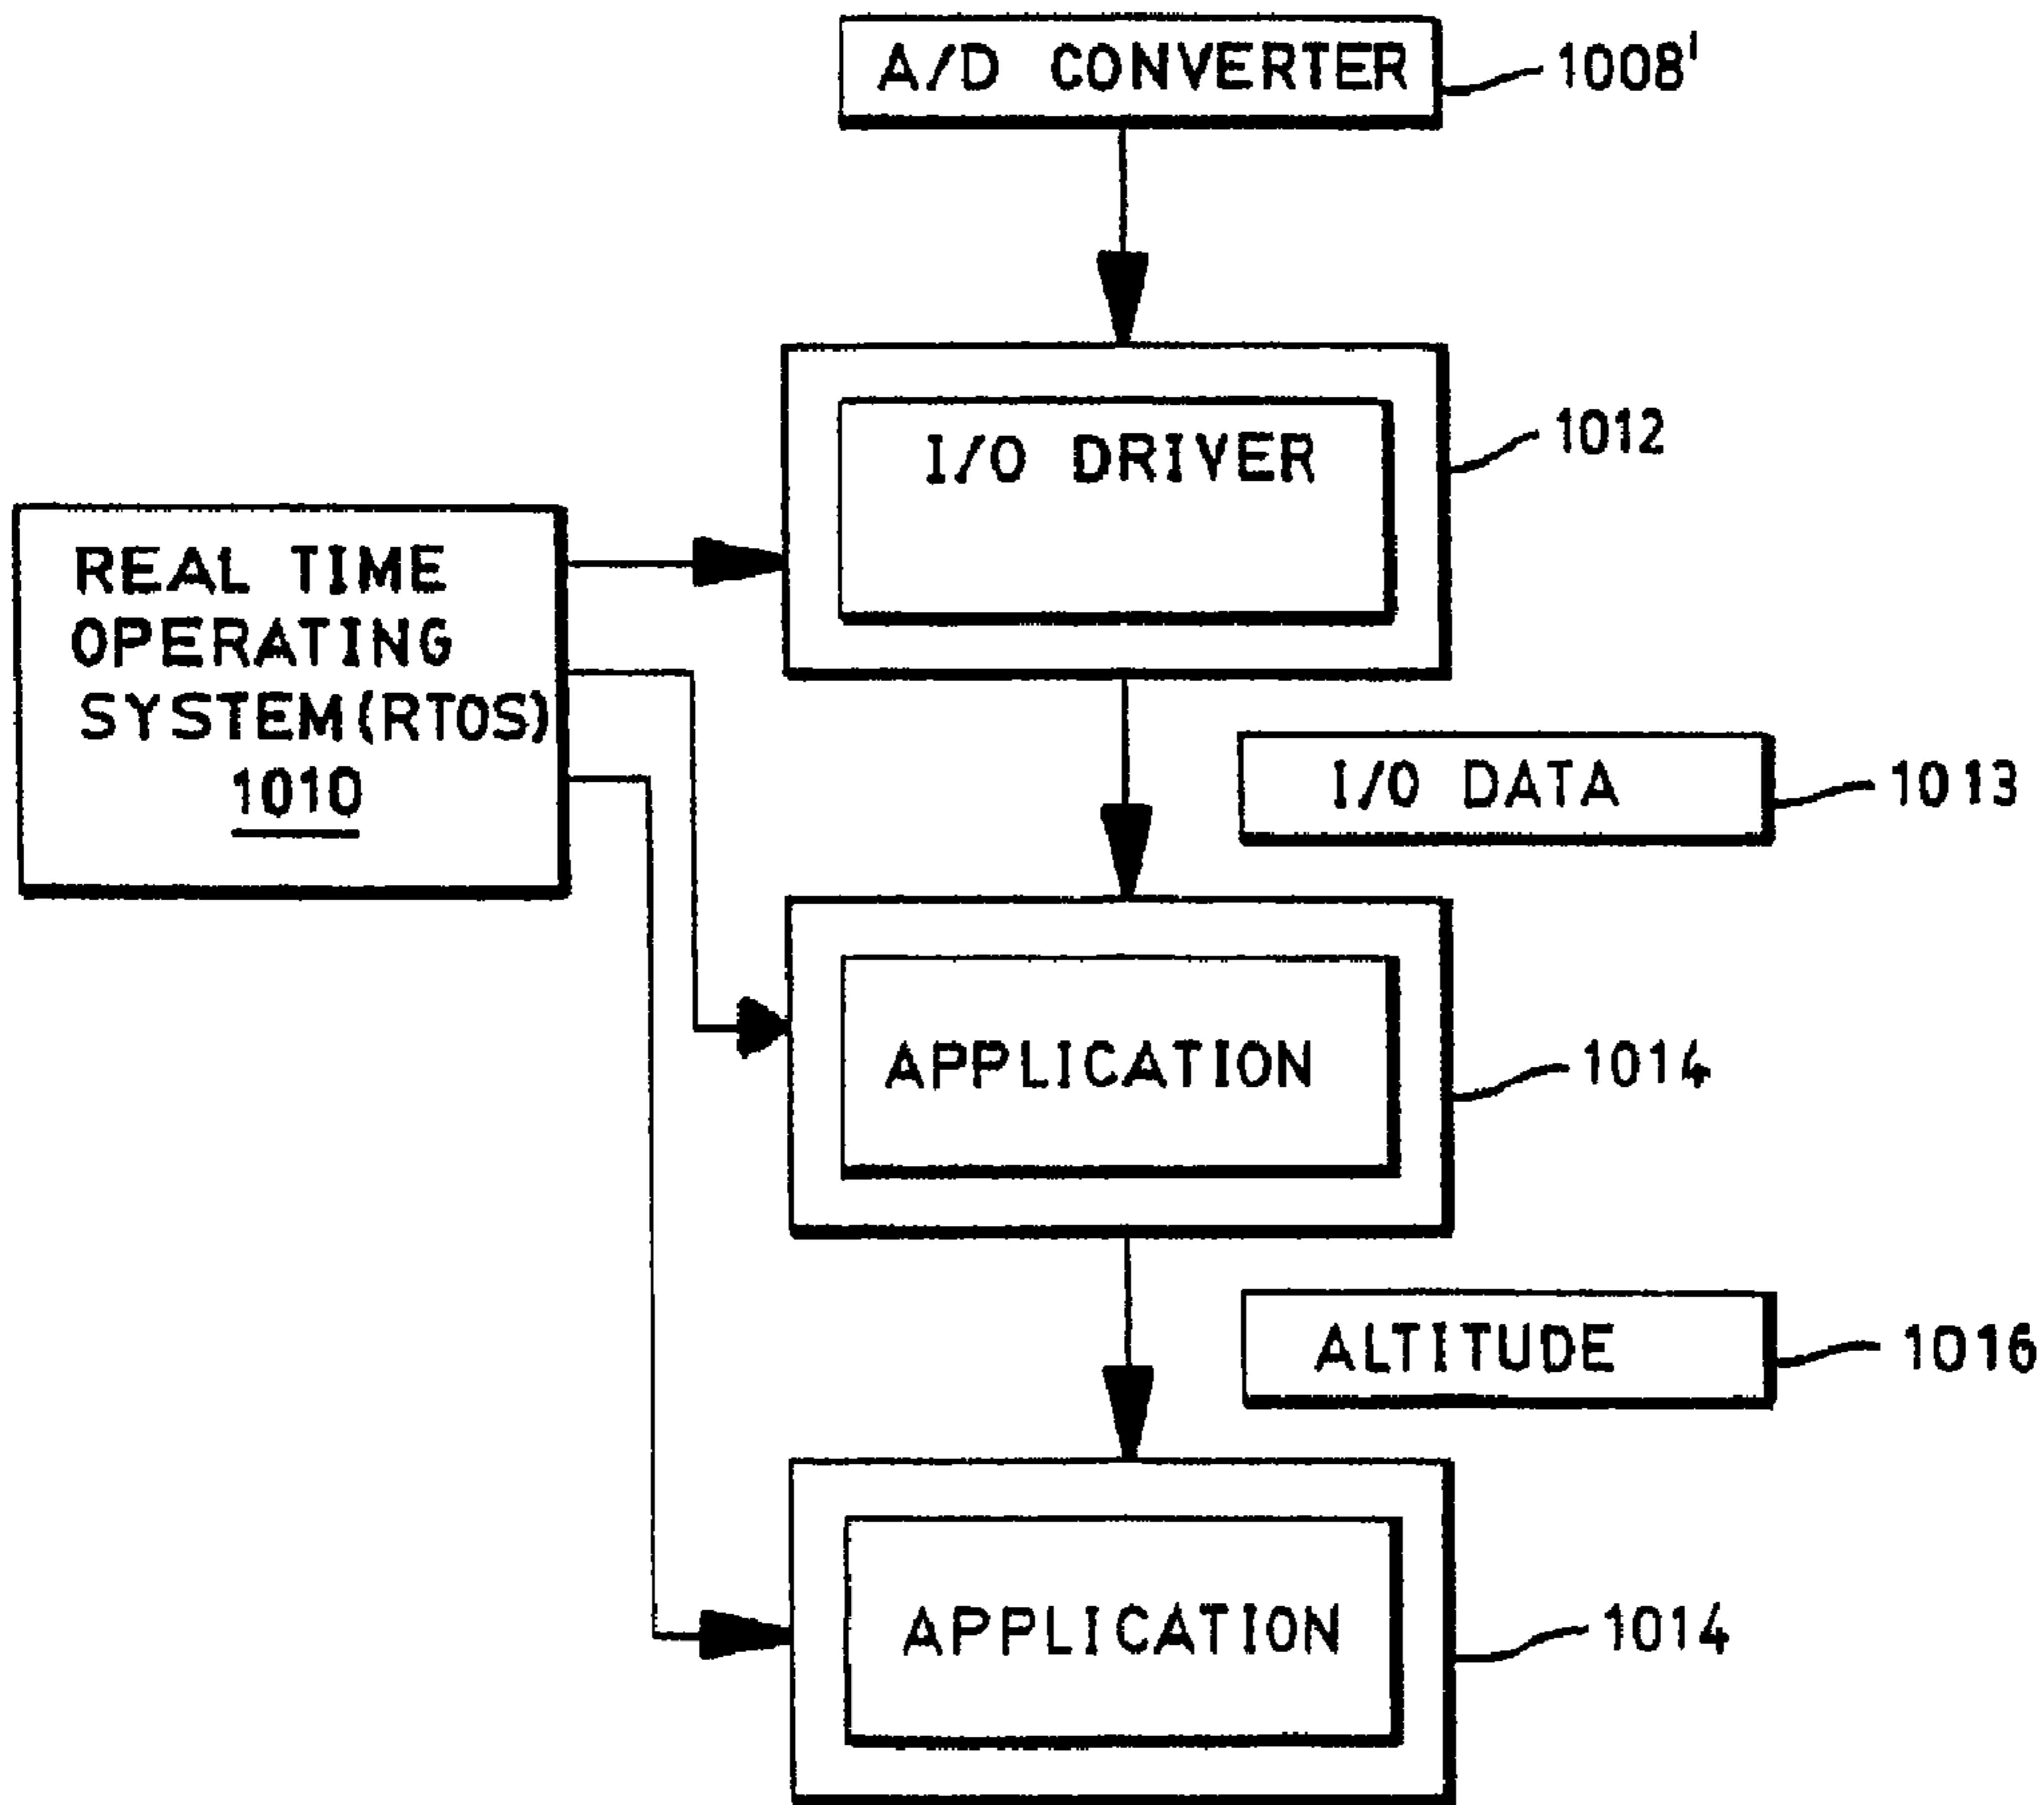 A/D CONVERTER
1008'
I/O DRIVER
1012
REAL TIME
OPERATING
SYSTEM(RTOS)
1010
I/O DATA
1013
APPLICATION
1014
ALTITUDE
1016
APPLICATION
1014